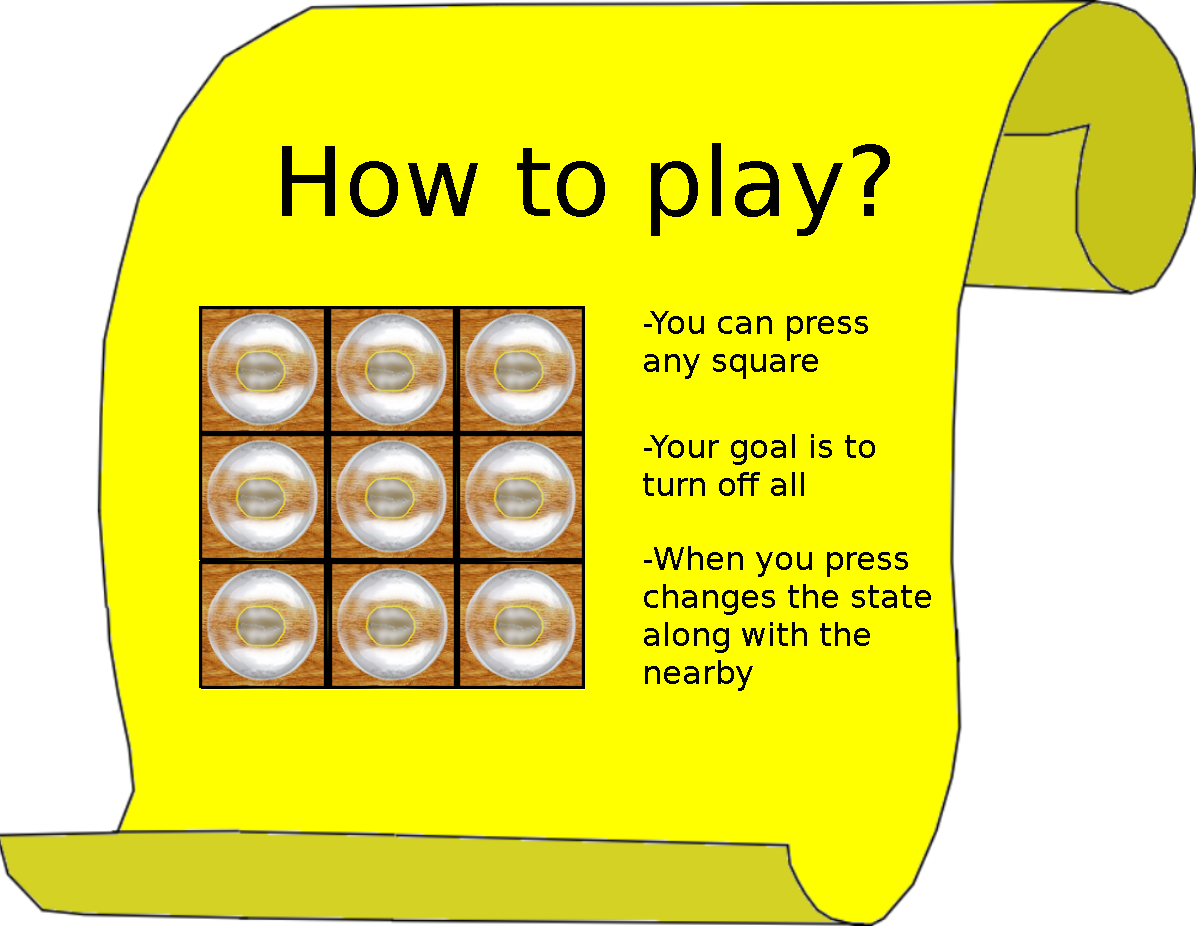 How to play?
-You can press
any square
-Your goal is to
turn off all
-When you press
changes the state
along with the
nearby